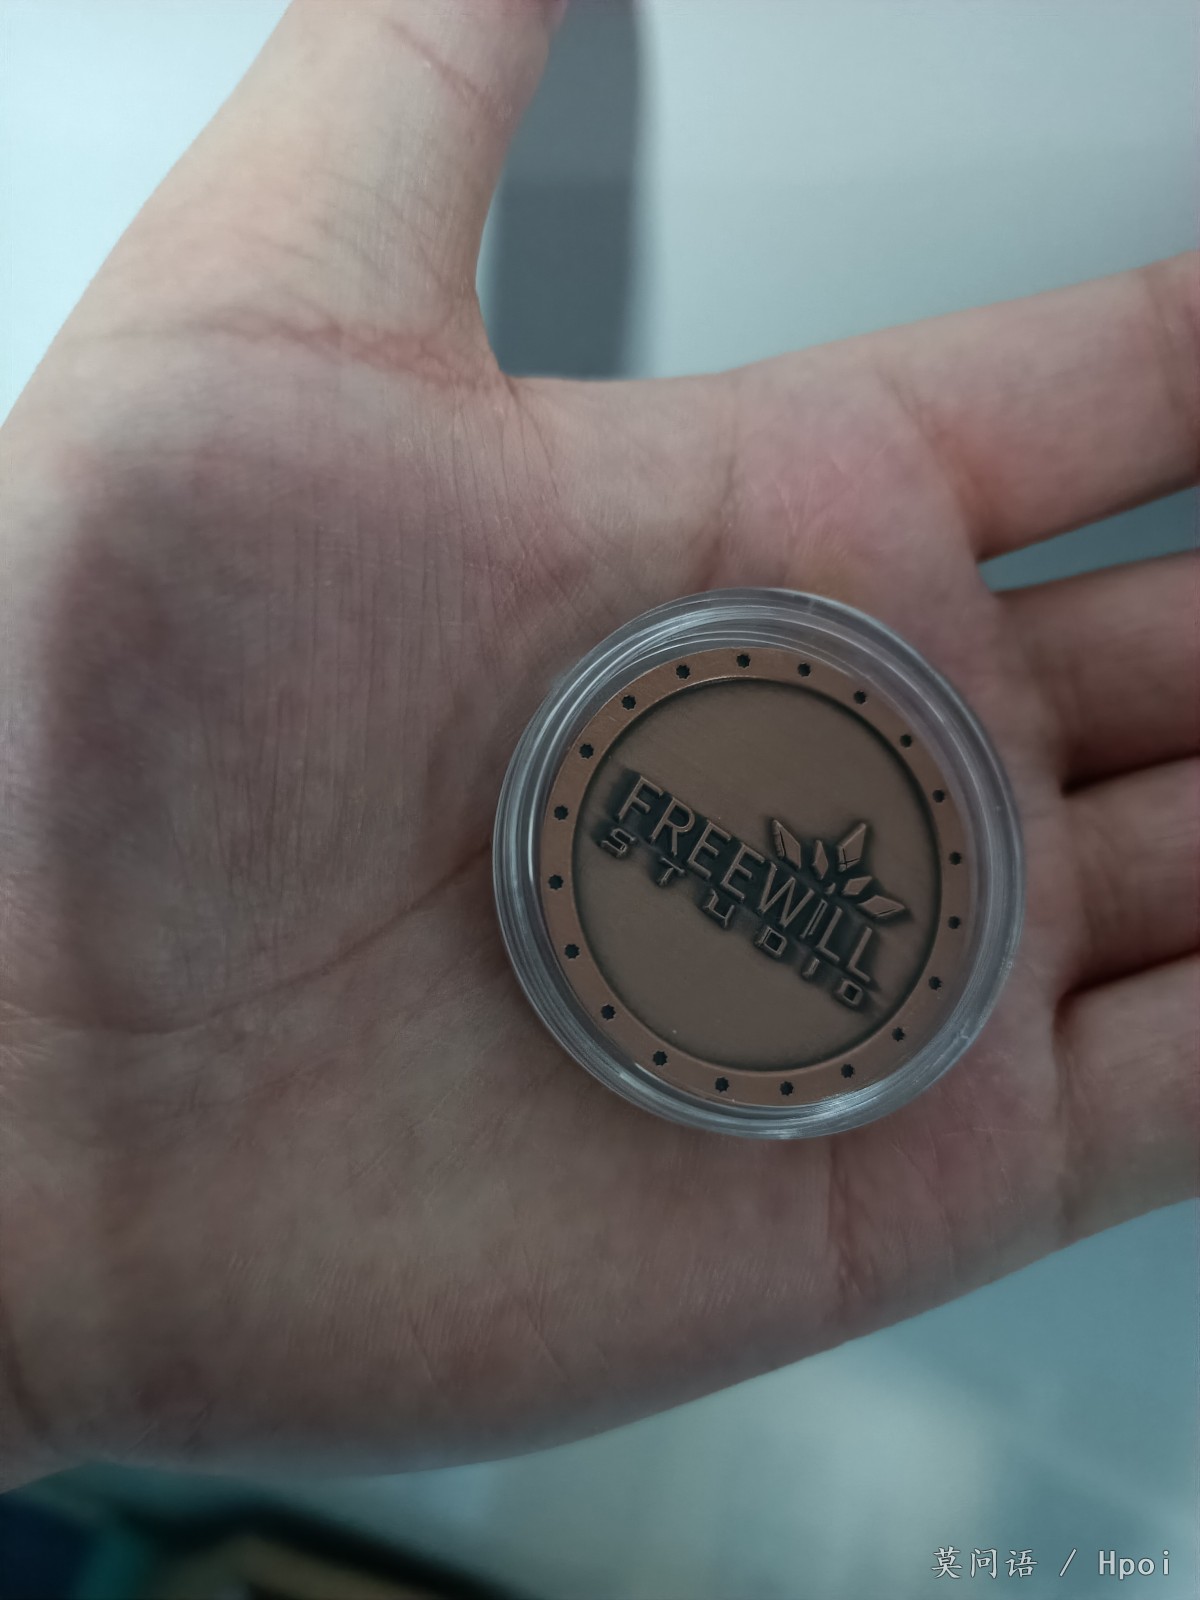 FREEWILL
STUDIO
莫问语 / Hpoi